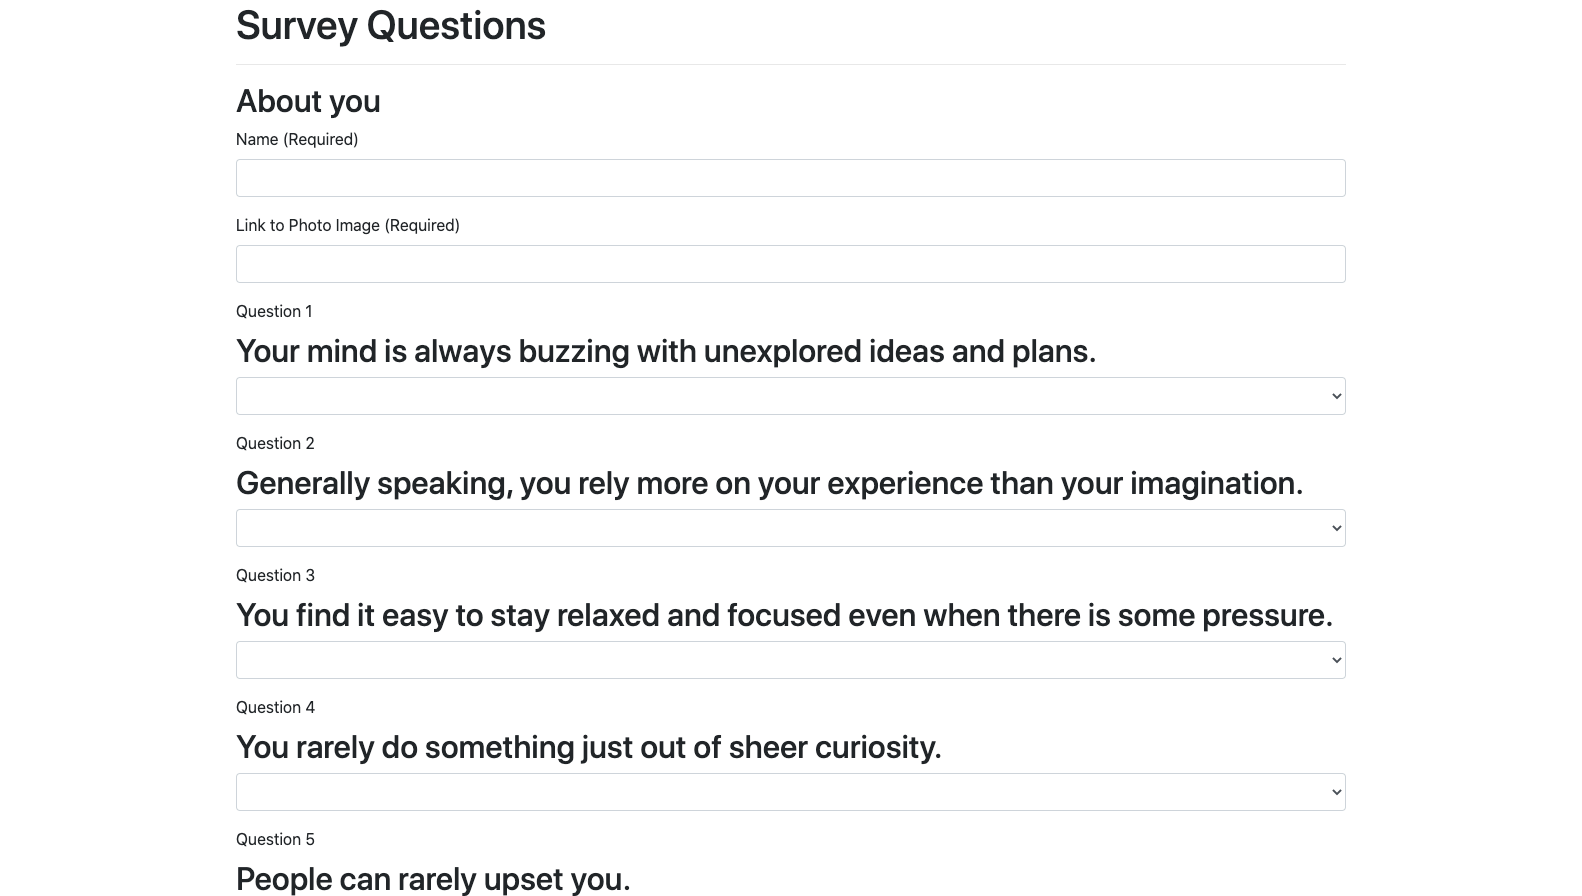 Survey Questions
About you
Name (Required)
Link to Photo Image (Required)
Question 1
Your mind is always buzzing with unexplored ideas and plans.
Question 2
Generally speaking, you rely more on your experience than your imagination.
Question 3
You find it easy to stay relaxed and focused even when there is some pressure.
Question 4
You rarely do something just out of sheer curiosity.
Question 5
People can rarely upset you.